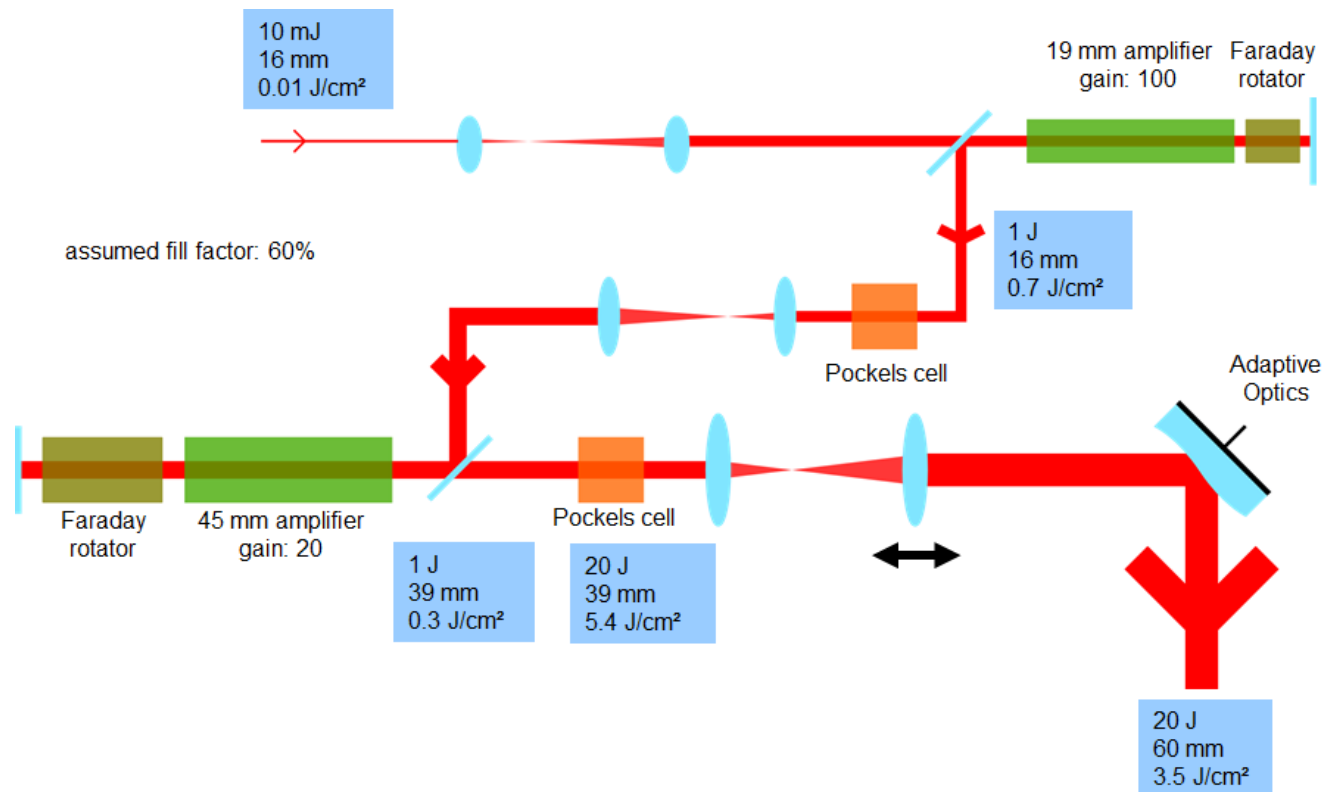 10 mJ
16 mm
0.01 J/cm²
19 mm amplifier
gain: 100
Faraday
rotator
assumed fill factor: 60%
1 J
16 mm
0.7 J/cm²
Pockels cell
Adaptive
Optics
Faraday
rotator
45 mm amplifier
gain: 20
Pockels cell
1 J
39 mm
0.3 J/cm²
20 J
39 mm
5.4 J/cm²
20 J
60 mm
3.5 J/cm²